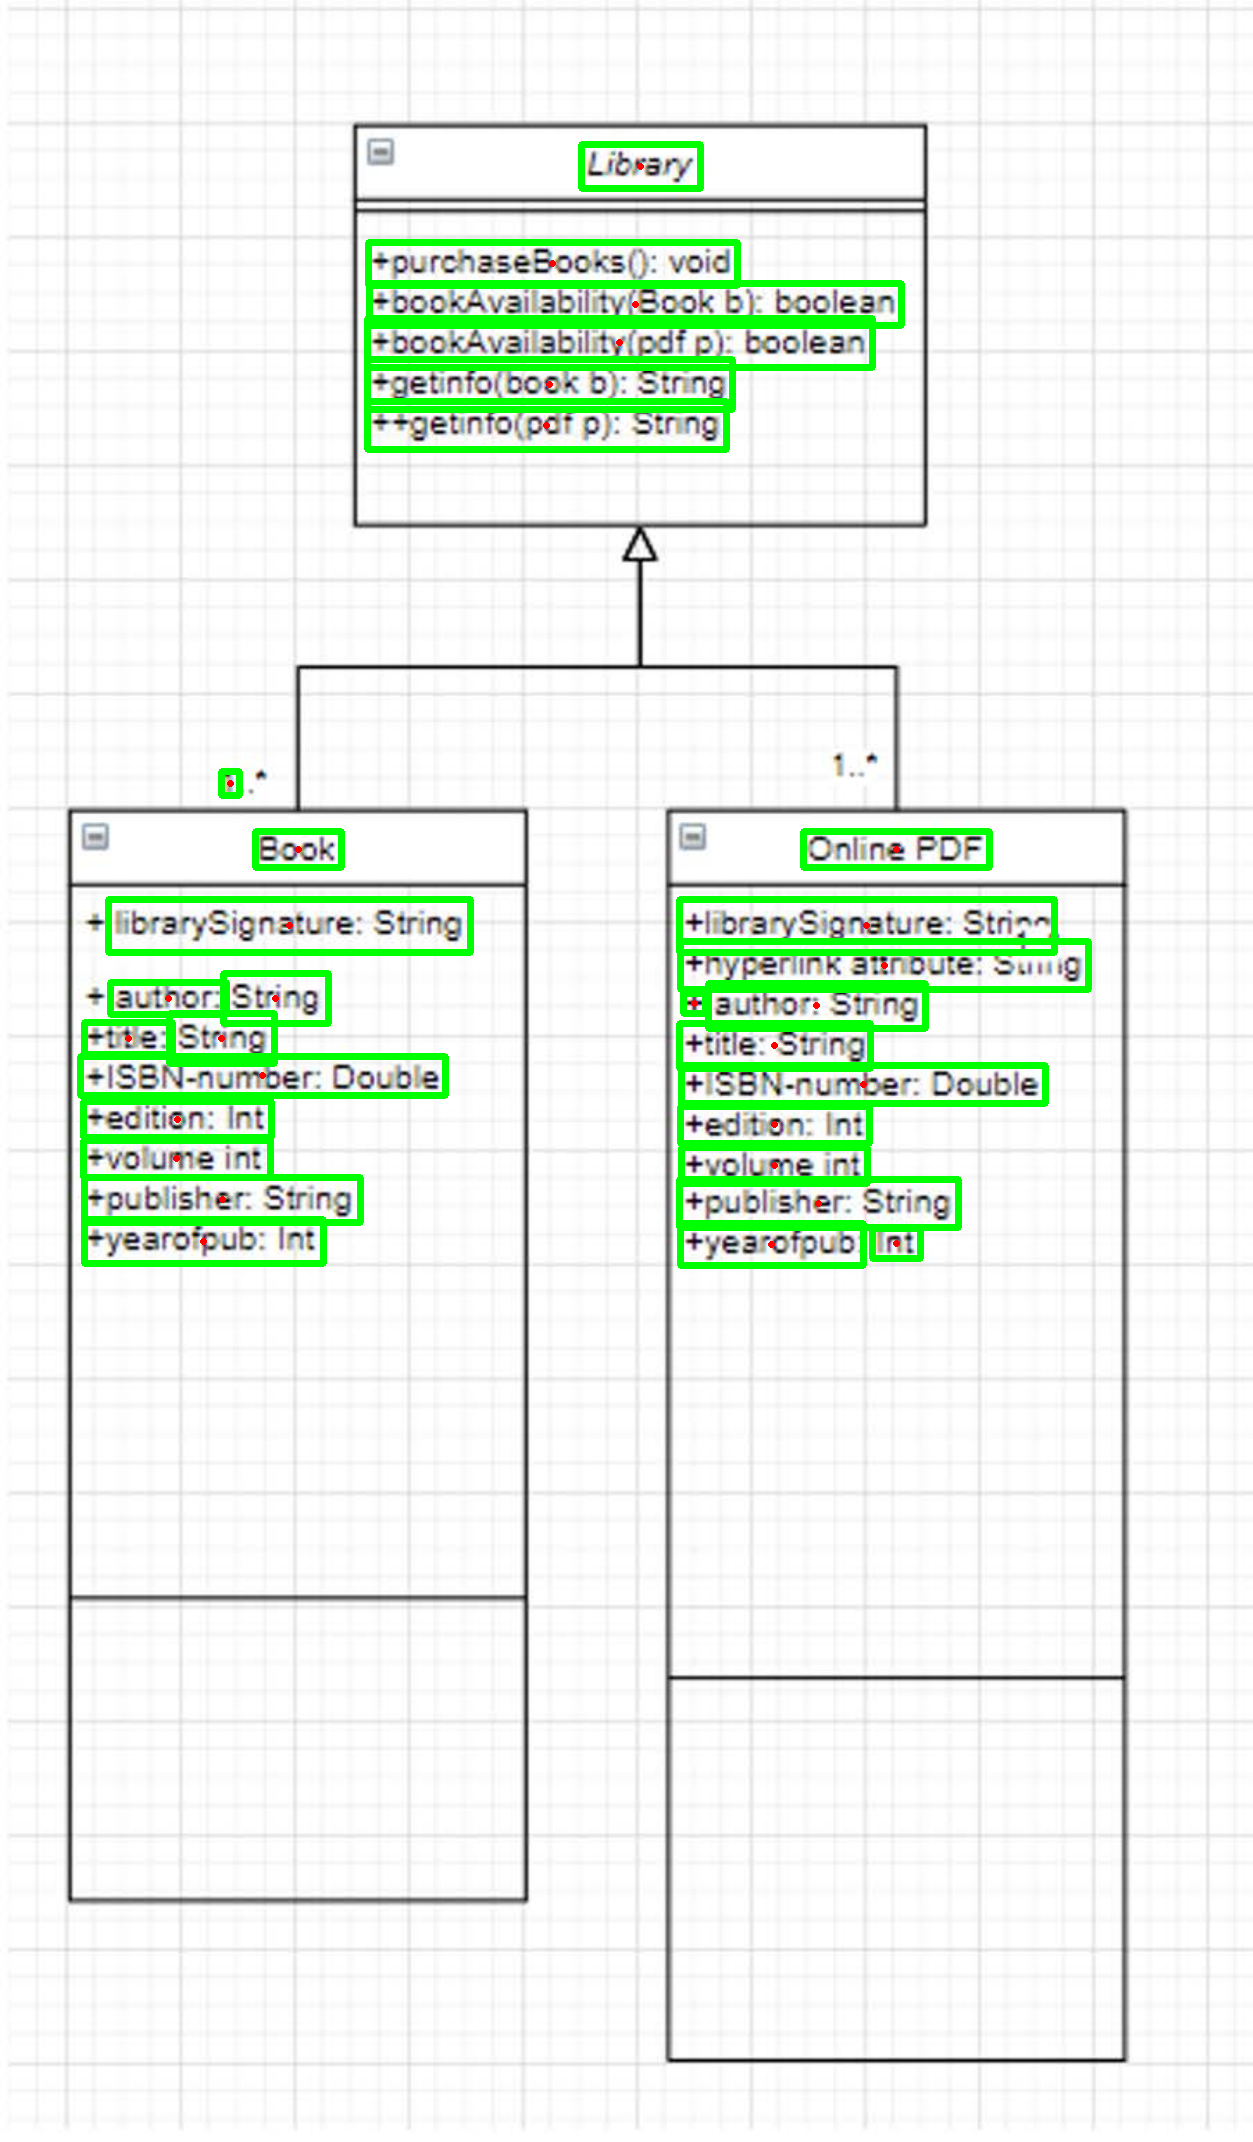 Library
+purchaseBooks(): void
+bookAvailability(Book b): boolean
+bookAvailability(pdf p): boolean
+getinfo(book b): String
++getinfo(pdf p): String
1..*
Book
+ librarySignature: String
+ author: String
+title: String
+ISBN-number: Double
+edition: Int
+volume int
+publisher: String
+yearofpub: Int
1..*
Online PDF
+librarySignature: String
+hyperlink attribute: String
+ author: String
+title: String
+ISBN-number: Double
+edition: Int
+volume int
+publisher: String
+yearofpub: Int